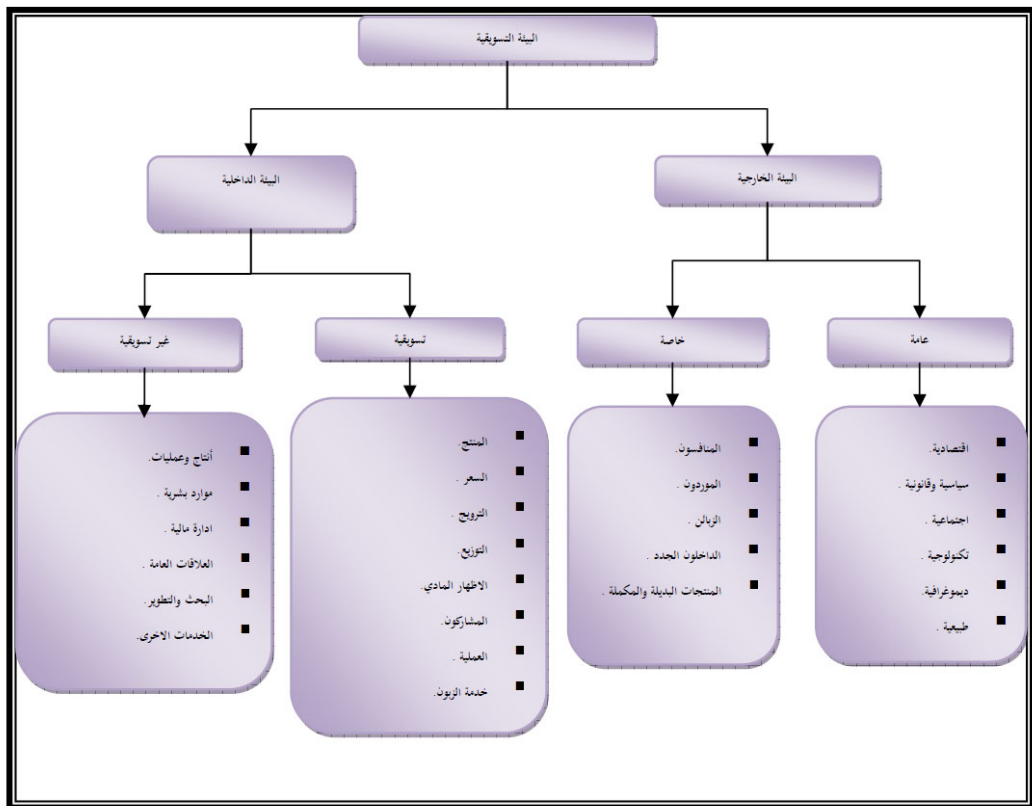 البيئة التسويقية
البيئة الخارجية
البيئة الداخلية
عامة
خاصة
تسويقية
غير تسويقية
■ اقتصادية.
■ سياسية وقانونية .
■ اجتماعية .
■ تكنولوجية .
■ ديموغرافية.
■ طبيعية .
■ المنافسون.
■ الموردون.
■ الزبائن.
■ الداخلون الجدد .
■ المنتجات البديلة والمكملة .
■ المنتج.
■ السعر .
■ الترويج .
■ التوزيع.
■ الاظهار المادي.
■ المشاركون.
■ العملية .
■ خدمة الزبون.
■ أنتاج وعمليات.
■ موارد بشرية .
■ ادارة مالية .
■ العلاقات العامة .
■ البحث والتطوير.
■ الخدمات الاخرى.